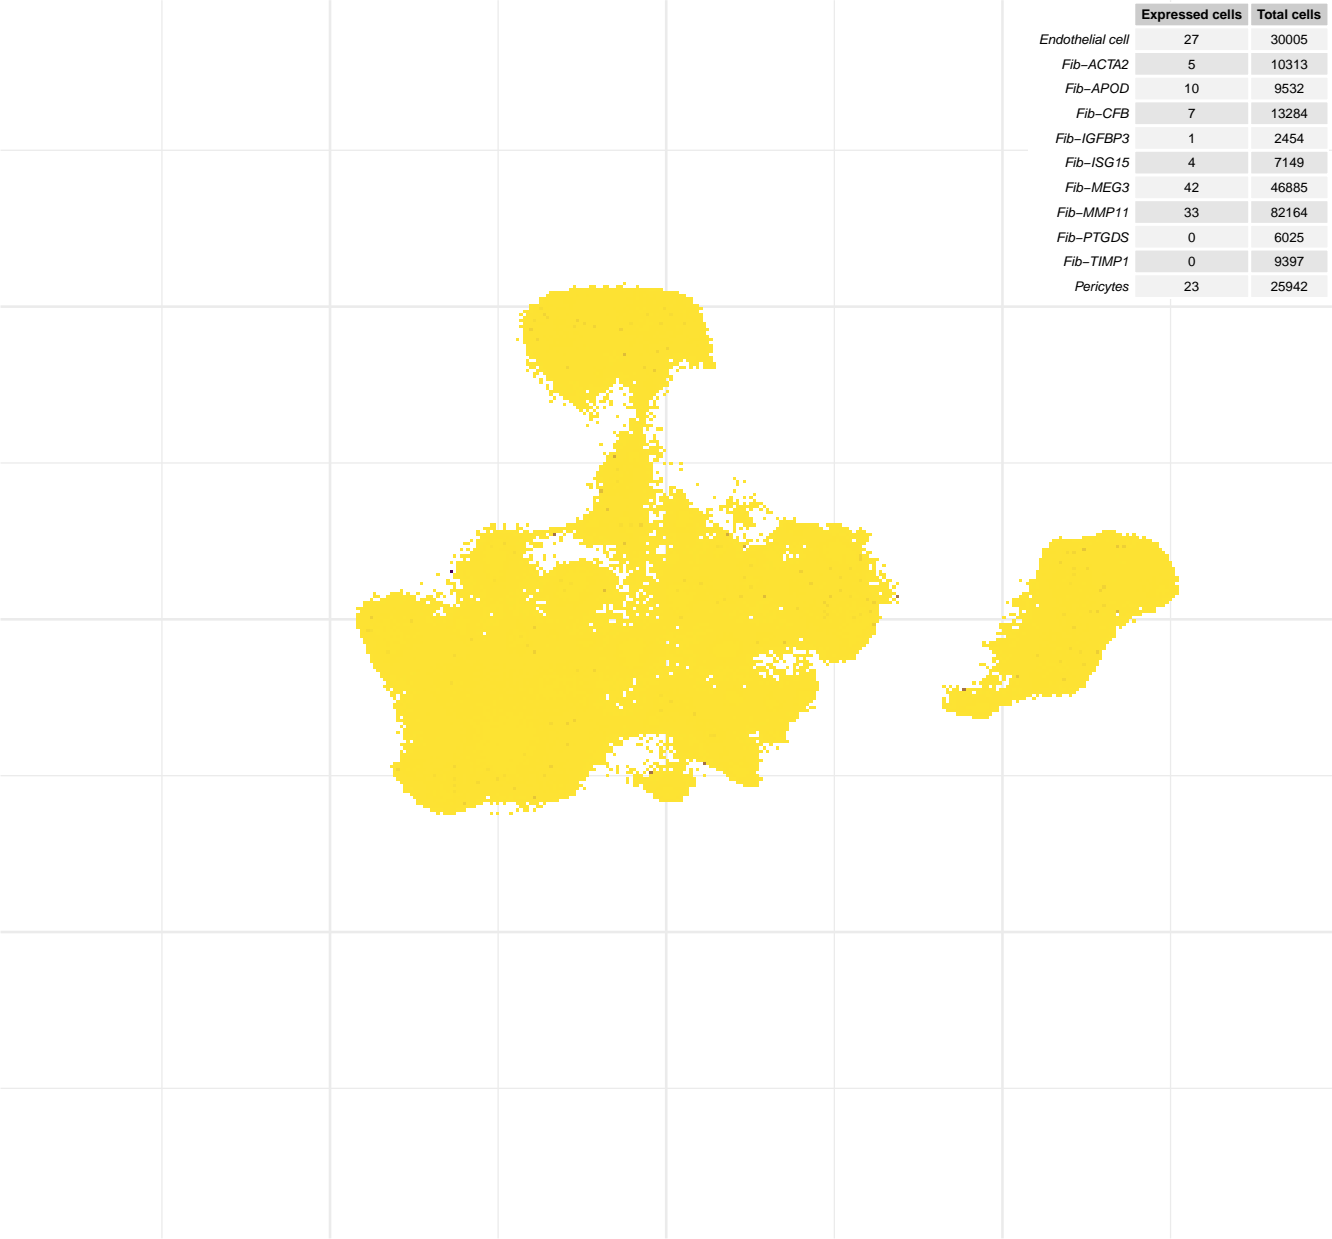 Expressed cells Total cells
Endothelial cell 27 30005
Fib−ACTA2 5 10313
Fib−APOD 10 9532
Fib−CFB 7 13284
Fib−IGFBP3 1 2454
Fib−ISG15 4 7149
Fib−MEG3 42 46885
Fib−MMP11 33 82164
Fib−PTGDS 0 6025
Fib−TIMP1 0 9397
Pericytes 23 25942